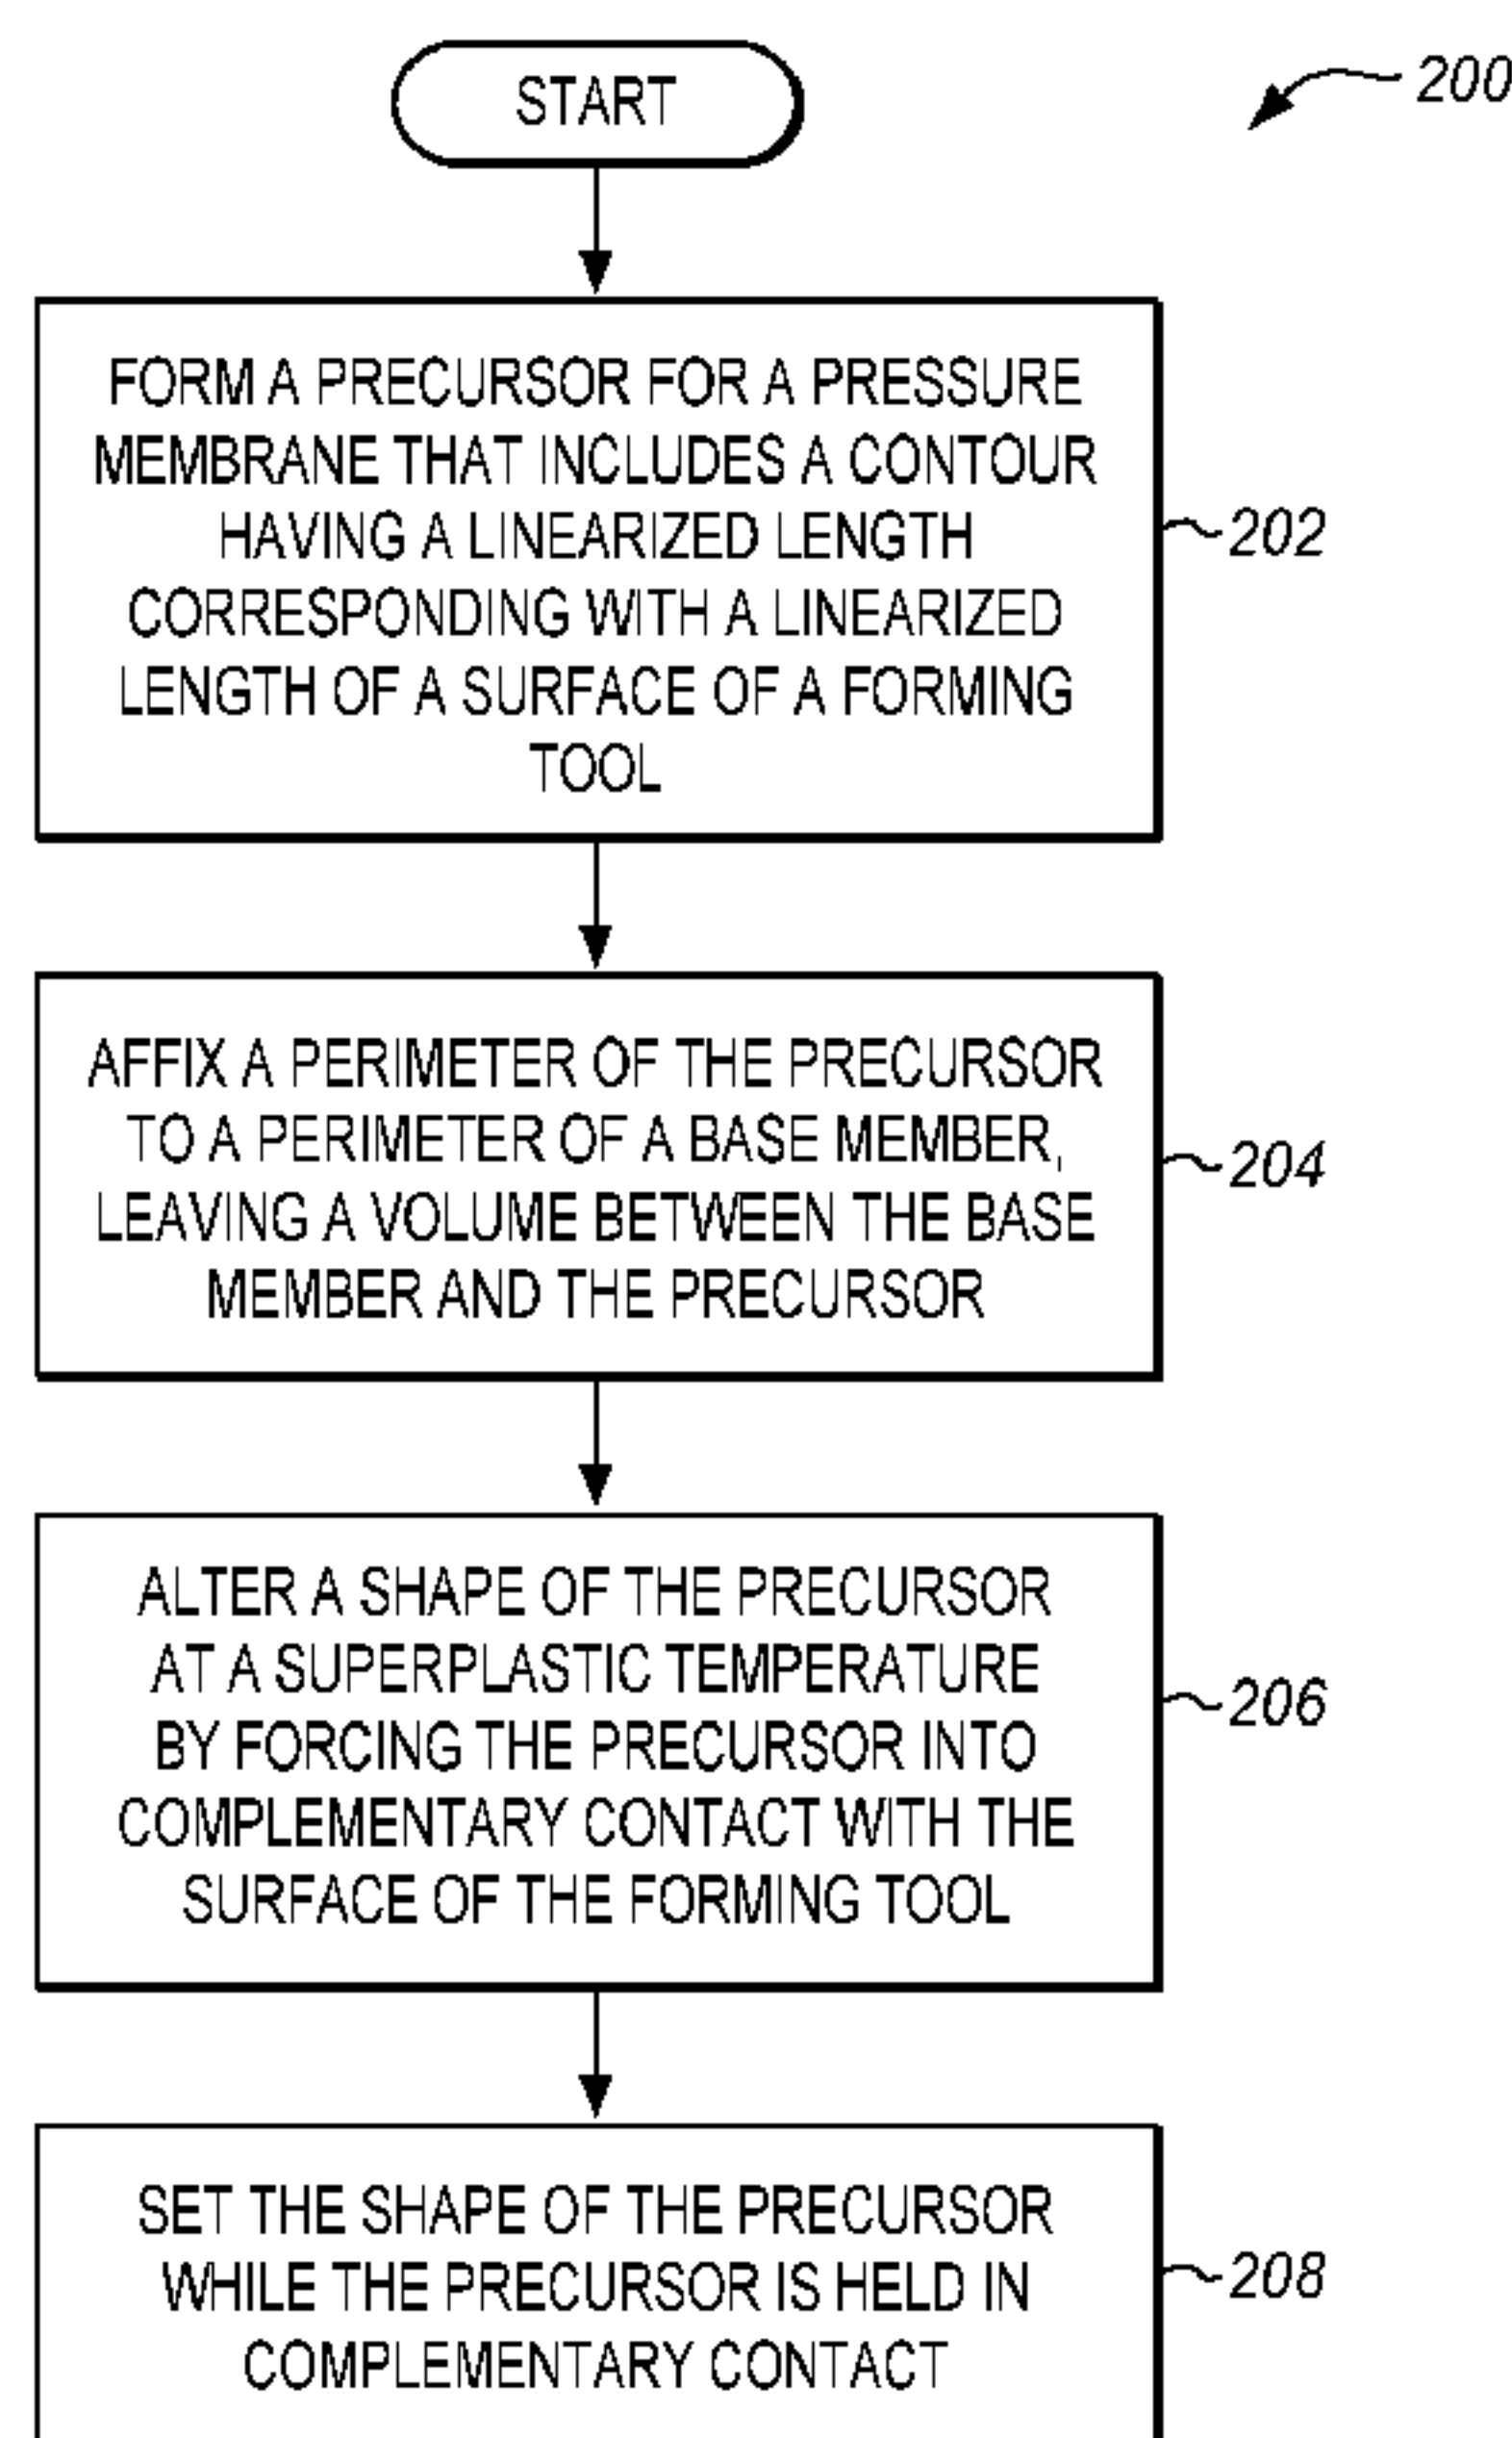 START
200
FORM A PRECURSOR FOR A PRESSURE
MEMBRANE THAT INCLUDES A CONTOUR
HAVING A LINEARIZED LENGTH
CORRESPONDING WITH A LINEARIZED
LENGTH OF A SURFACE OF A FORMING
TOOL
202
AFFIX A PERIMETER OF THE PRECURSOR
TO A PERIMETER OF A BASE MEMBER,
LEAVING A VOLUME BETWEEN THE BASE
MEMBER AND THE PRECURSOR
204
ALTER A SHAPE OF THE PRECURSOR
AT A SUPERPLASTIC TEMPERATURE
BY FORCING THE PRECURSOR INTO
COMPLEMENTARY CONTACT WITH THE
SURFACE OF THE FORMING TOOL
206
SET THE SHAPE OF THE PRECURSOR
WHILE THE PRECURSOR IS HELD IN
COMPLEMENTARY CONTACT
208